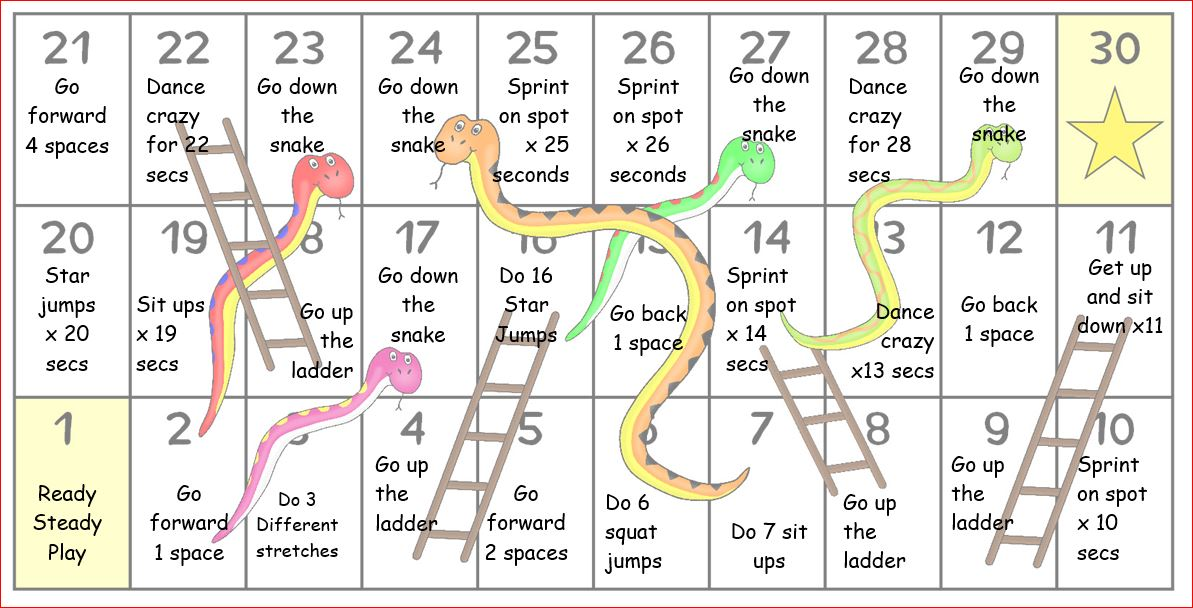 21
Go
forward
4 spaces
22
Dance
crazy
for 22
secs
23
Go down
the
snake
24
Go down
the
snake
25
Sprint
on spot
x 25
seconds
26
Sprint
on spot
x 26
seconds
27
Go down
the
snake
28
Dance
crazy
for 28
secs
29
Go down
the
snake
30
20
Star
jumps
x 20
secs
19
Sit ups
x 19
secs
18
Go up
the
ladder
17
Go down
the
snake
16
Do 16
Star
Jumps
15
Go back
1 space
14
Sprint
on spot
x 14
secs
13
Dance
crazy
x13 secs
12
Go back
1 space
11
Get up
and sit
down x11
1
Ready
Steady
Play
2
Go
forward
1 space
3
Do 3
Different
stretches
4
Go up
the
ladder
5
Go
forward
2 spaces
6
Do 6
squat
jumps
7
Do 7 sit
ups
8
Go up
the
ladder
9
Go up
the
ladder
10
Sprint
on spot
x 10
secs